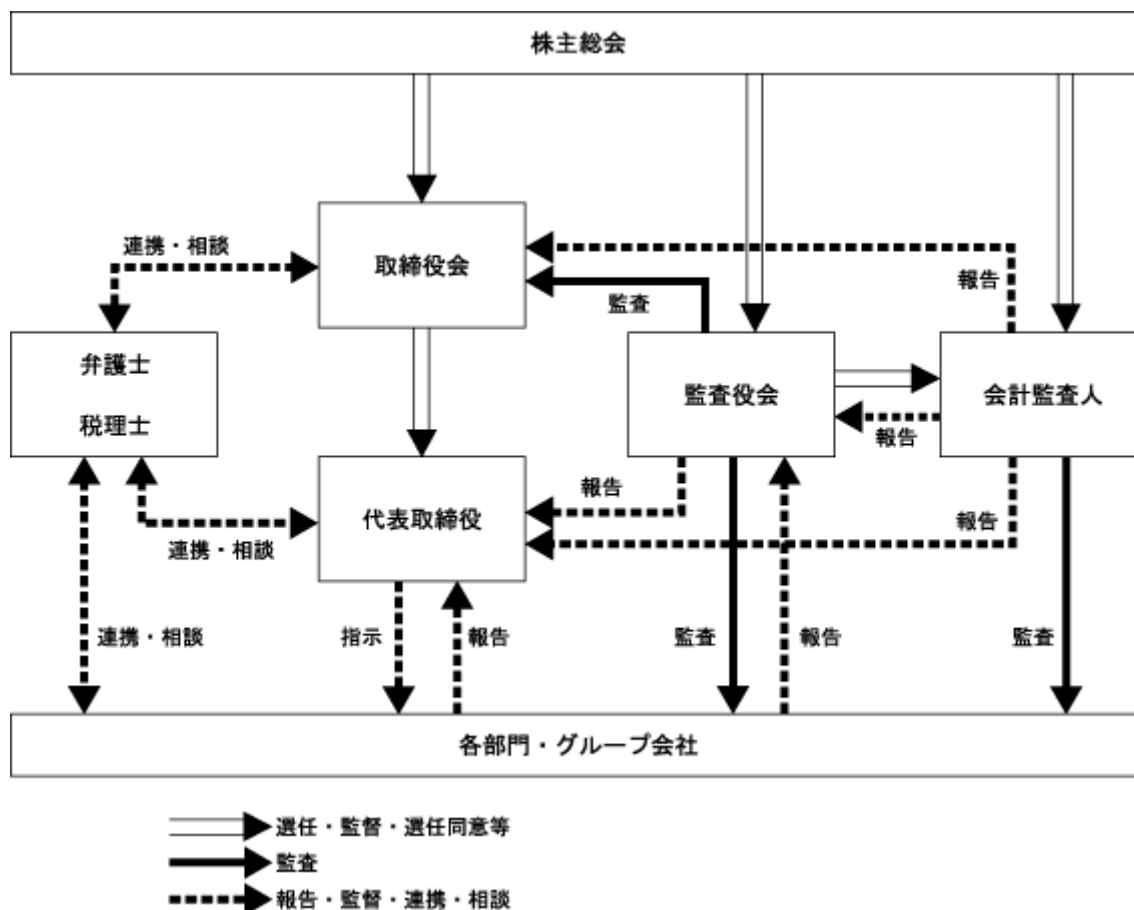 株主総会
連携・相談
取締役会
報告
監査
弁護士
税理士
監査役会
会計監査人
報告
代表取締役
報告
報告
連携・相談
連携・相談
指示
報告
監査
報告
監査
各部門・グループ会社
選任・監督・選任同意等
監査
報告・監督・連携・相談